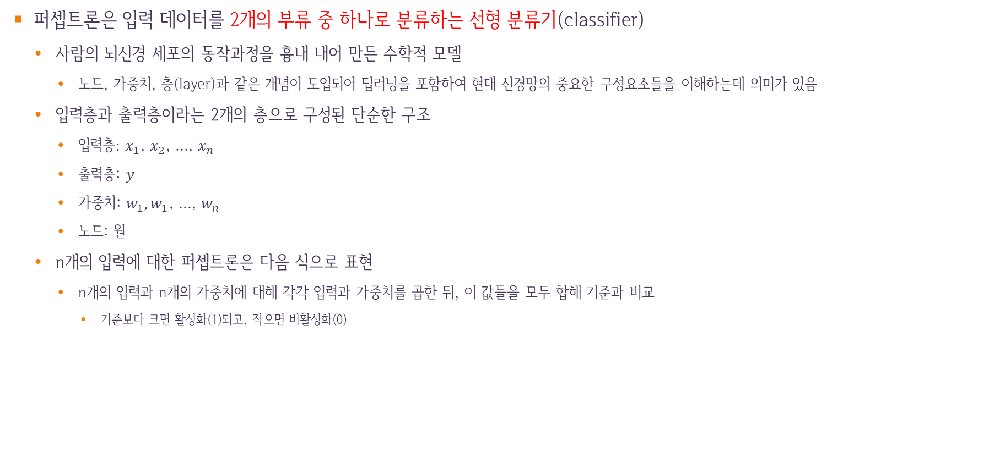 퍼셉트론은 입력 데이터를 2개의 부류 중 하나로 분류하는 선형 분류기(classifier)
사람의 뇌신경 세포의 동작과정을 흉내 내어 만든 수학적 모델
노드, 가중치, 층(layer)과 같은 개념이 도입되어 딥러닝을 포함하여 현대 신경망의 중요한 구성요소들을 이해하는데 의미가 있음
입력층과 출력층이라는 2개의 층으로 구성된 단순한 구조
입력층: x₁, x₂, …, xₙ
출력층: y
가중치: w₁,w₁, …, wₙ
노드: 원
n개의 입력에 대한 퍼셉트론은 다음 식으로 표현
n개의 입력과 n개의 가중치에 대해 각각 입력과 가중치를 곱한 뒤, 이 값들을 모두 합해 기준과 비교
기준보다 크면 활성화(1)되고, 작으면 비활성화(0)